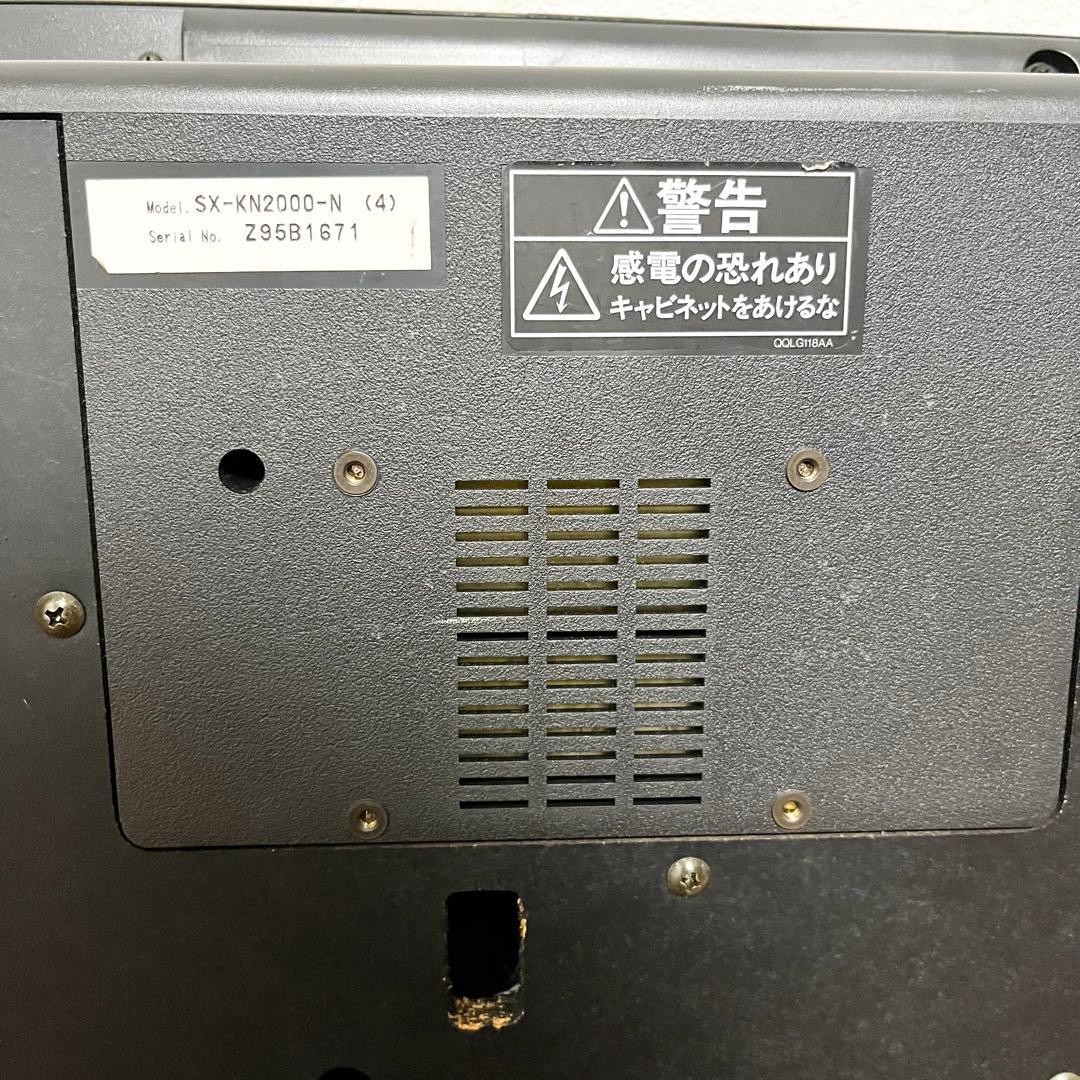 Model. SX-KN2000-N (4)
Serial No. Z95B1671
警告
感電の恐れあり
キャビネットをあけるな
QQLG118AA